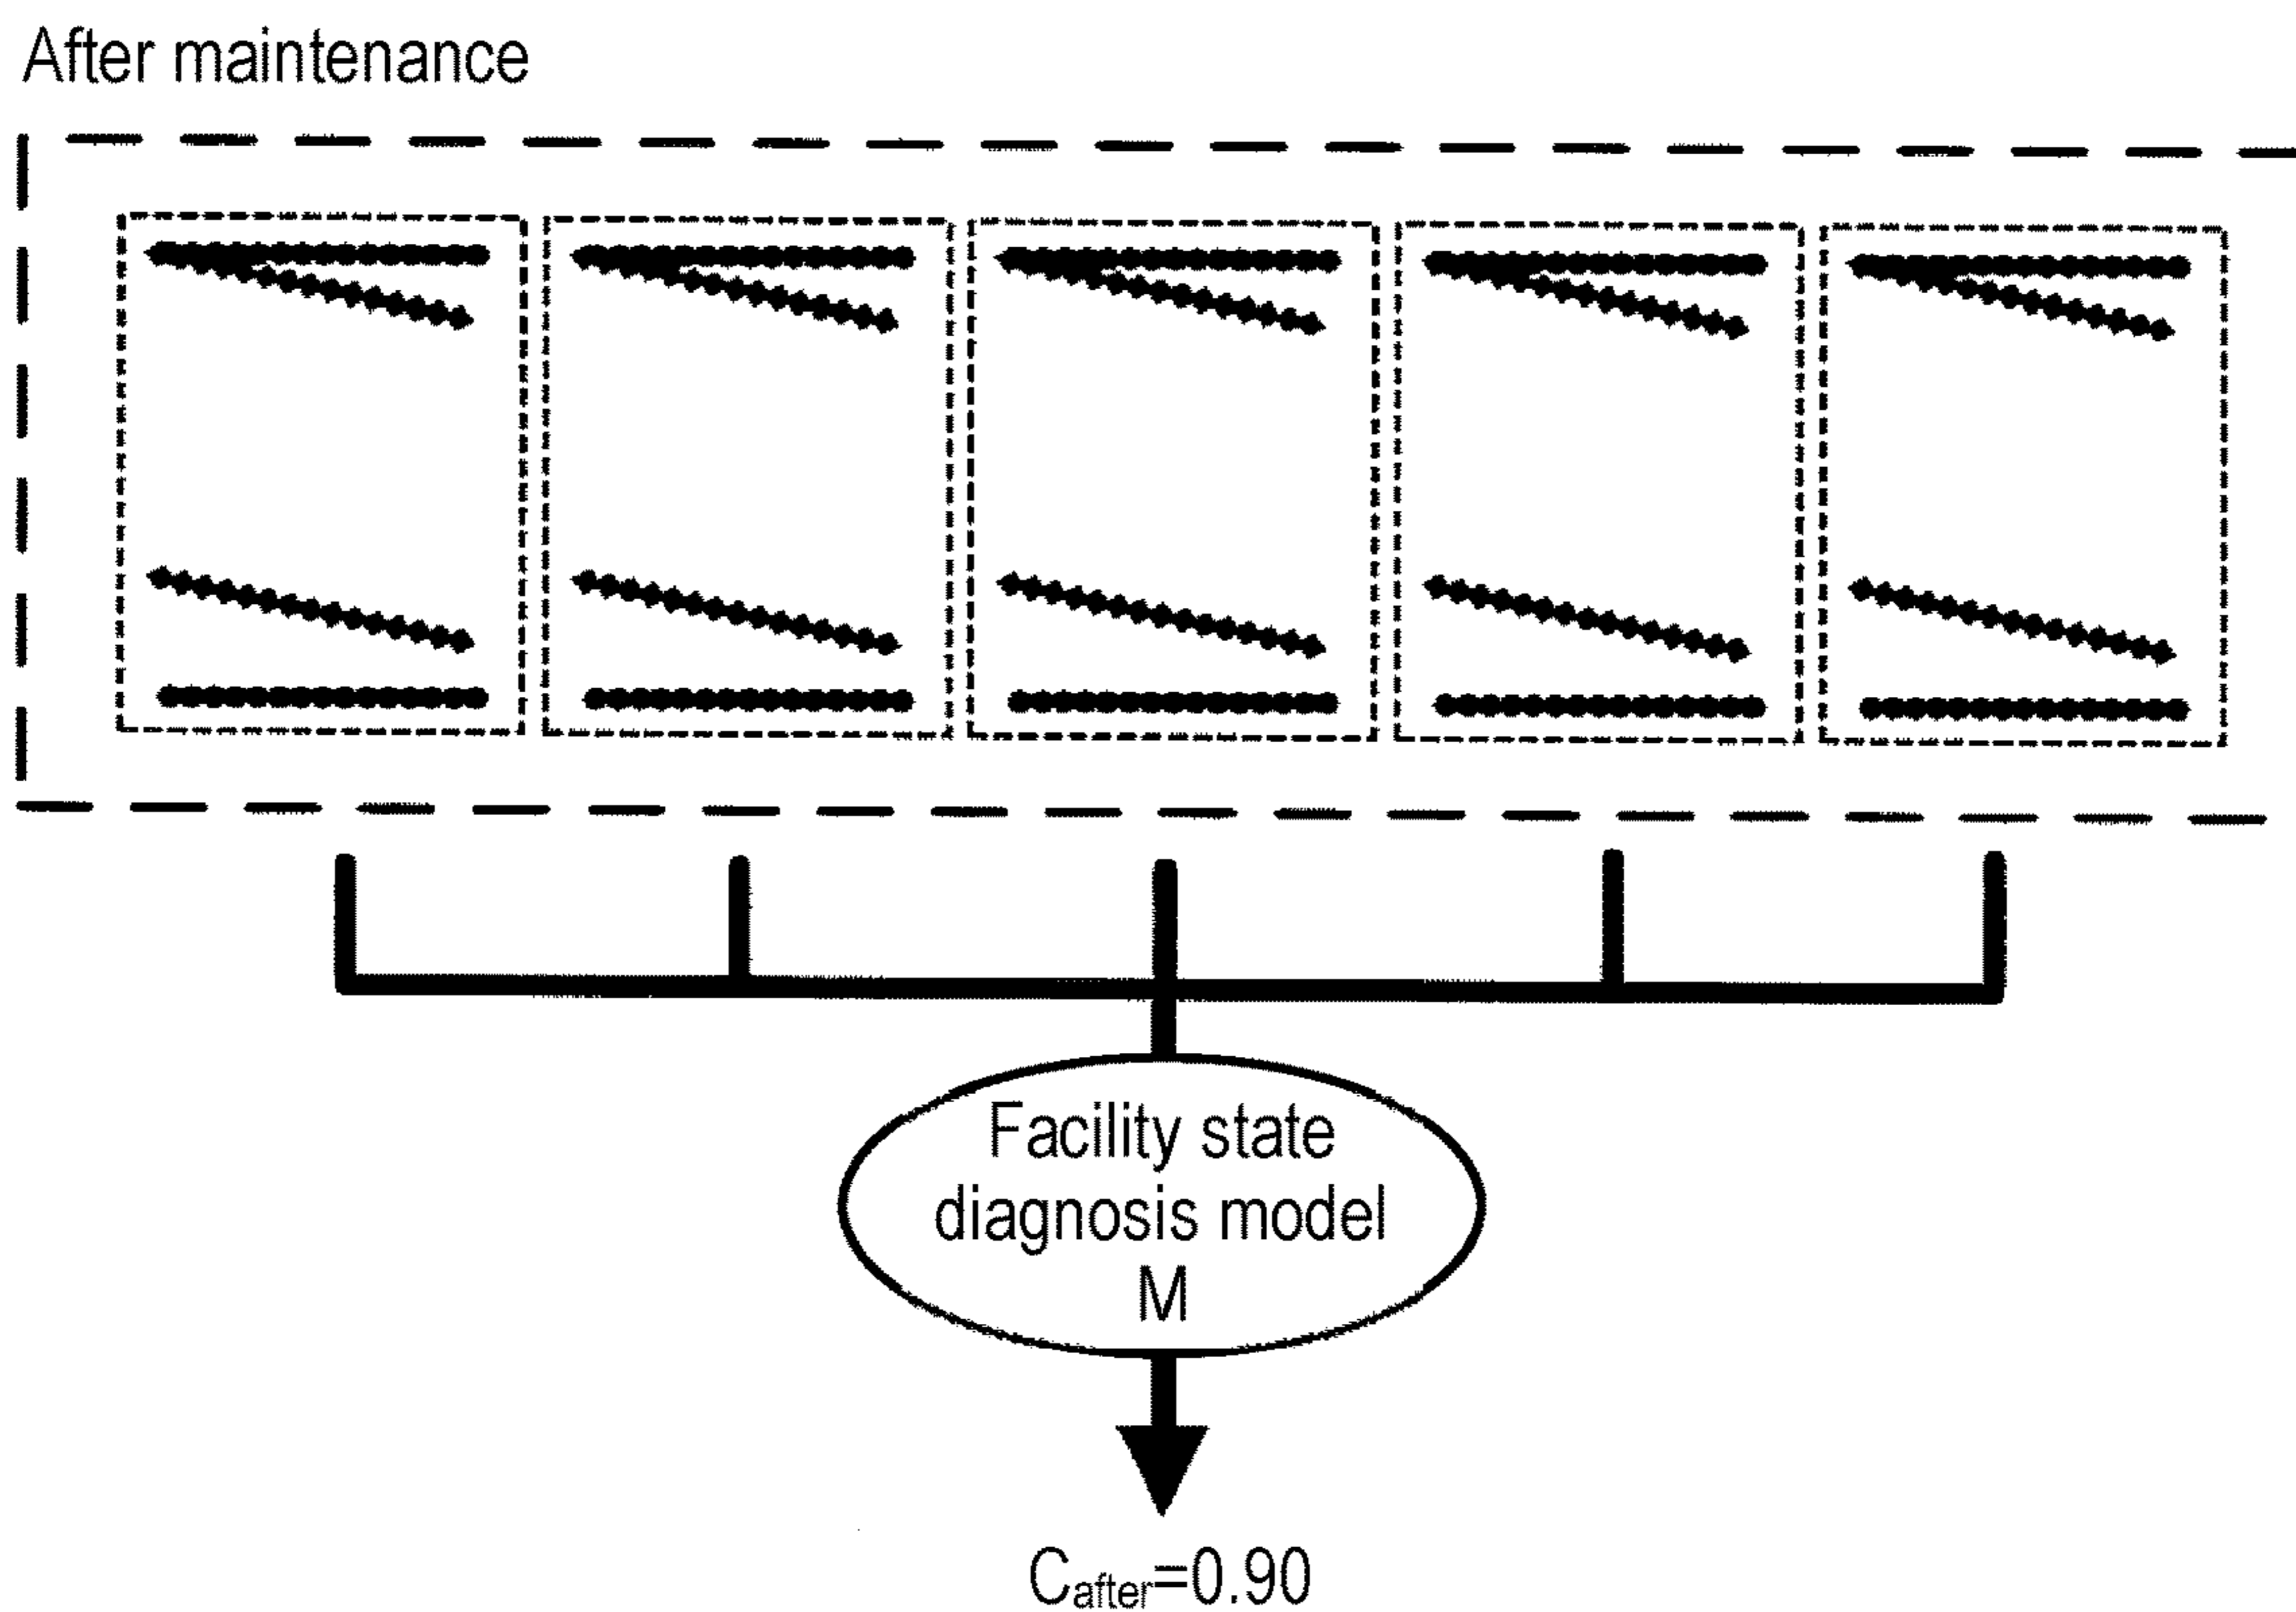 After maintenance
Facility state
diagnosis model
M
Cafter=0.90